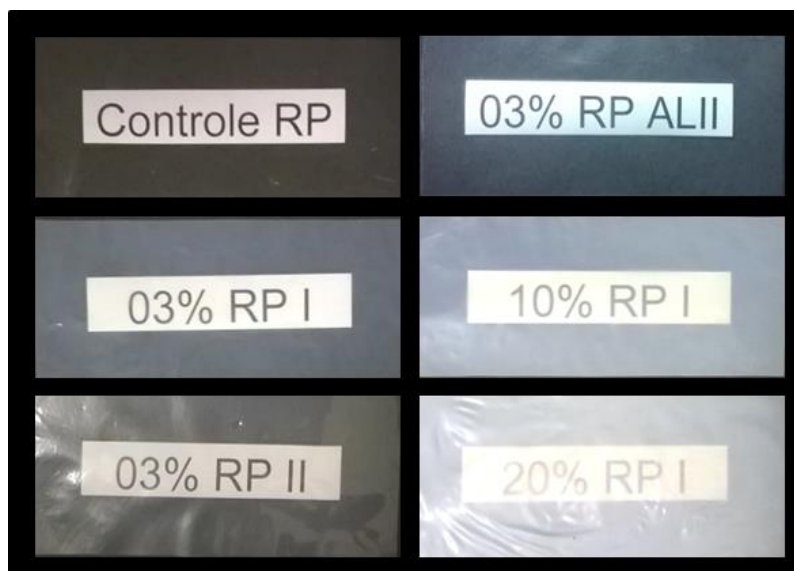 Controle RP
03% RP ALII
03% RP I
10% RP I
03% RP II
20% RP I